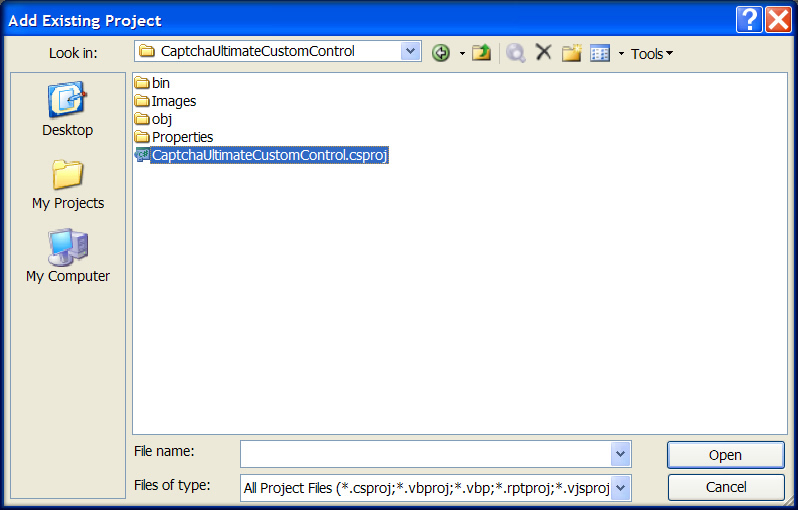 Add Existing Project
Look in:
CaptchaUltimateCustomControl
Tools
Desktop
My Projects
My Computer
bin
Images
obj
Properties
CaptchaUltimateCustomControl.csproj
File name:
Open
Files of type:
All Project Files (*.csproj;*.vbproj;*.vbp;*.rptproj;*.vjsproj
Cancel